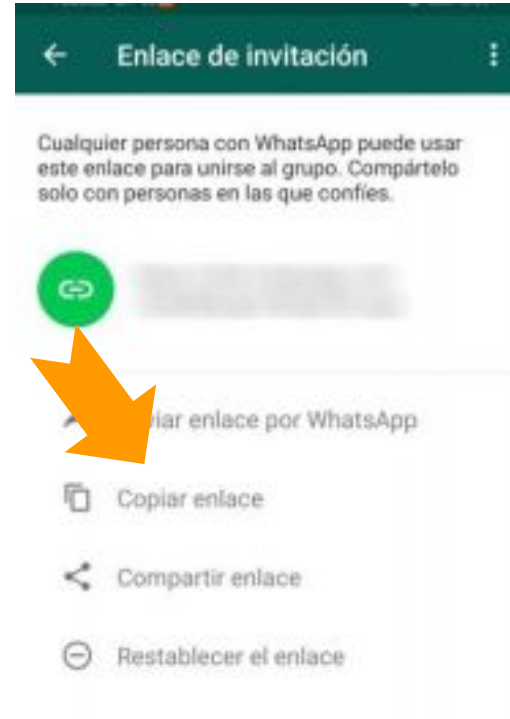 Enlace de invitación
Cualquier persona con WhatsApp puede usar
este enlace para unirse al grupo. Compártelo
solo con personas en las que confíes.
enlace por WhatsApp
Copiar enlace
Compartir enlace
Restablecer el enlace